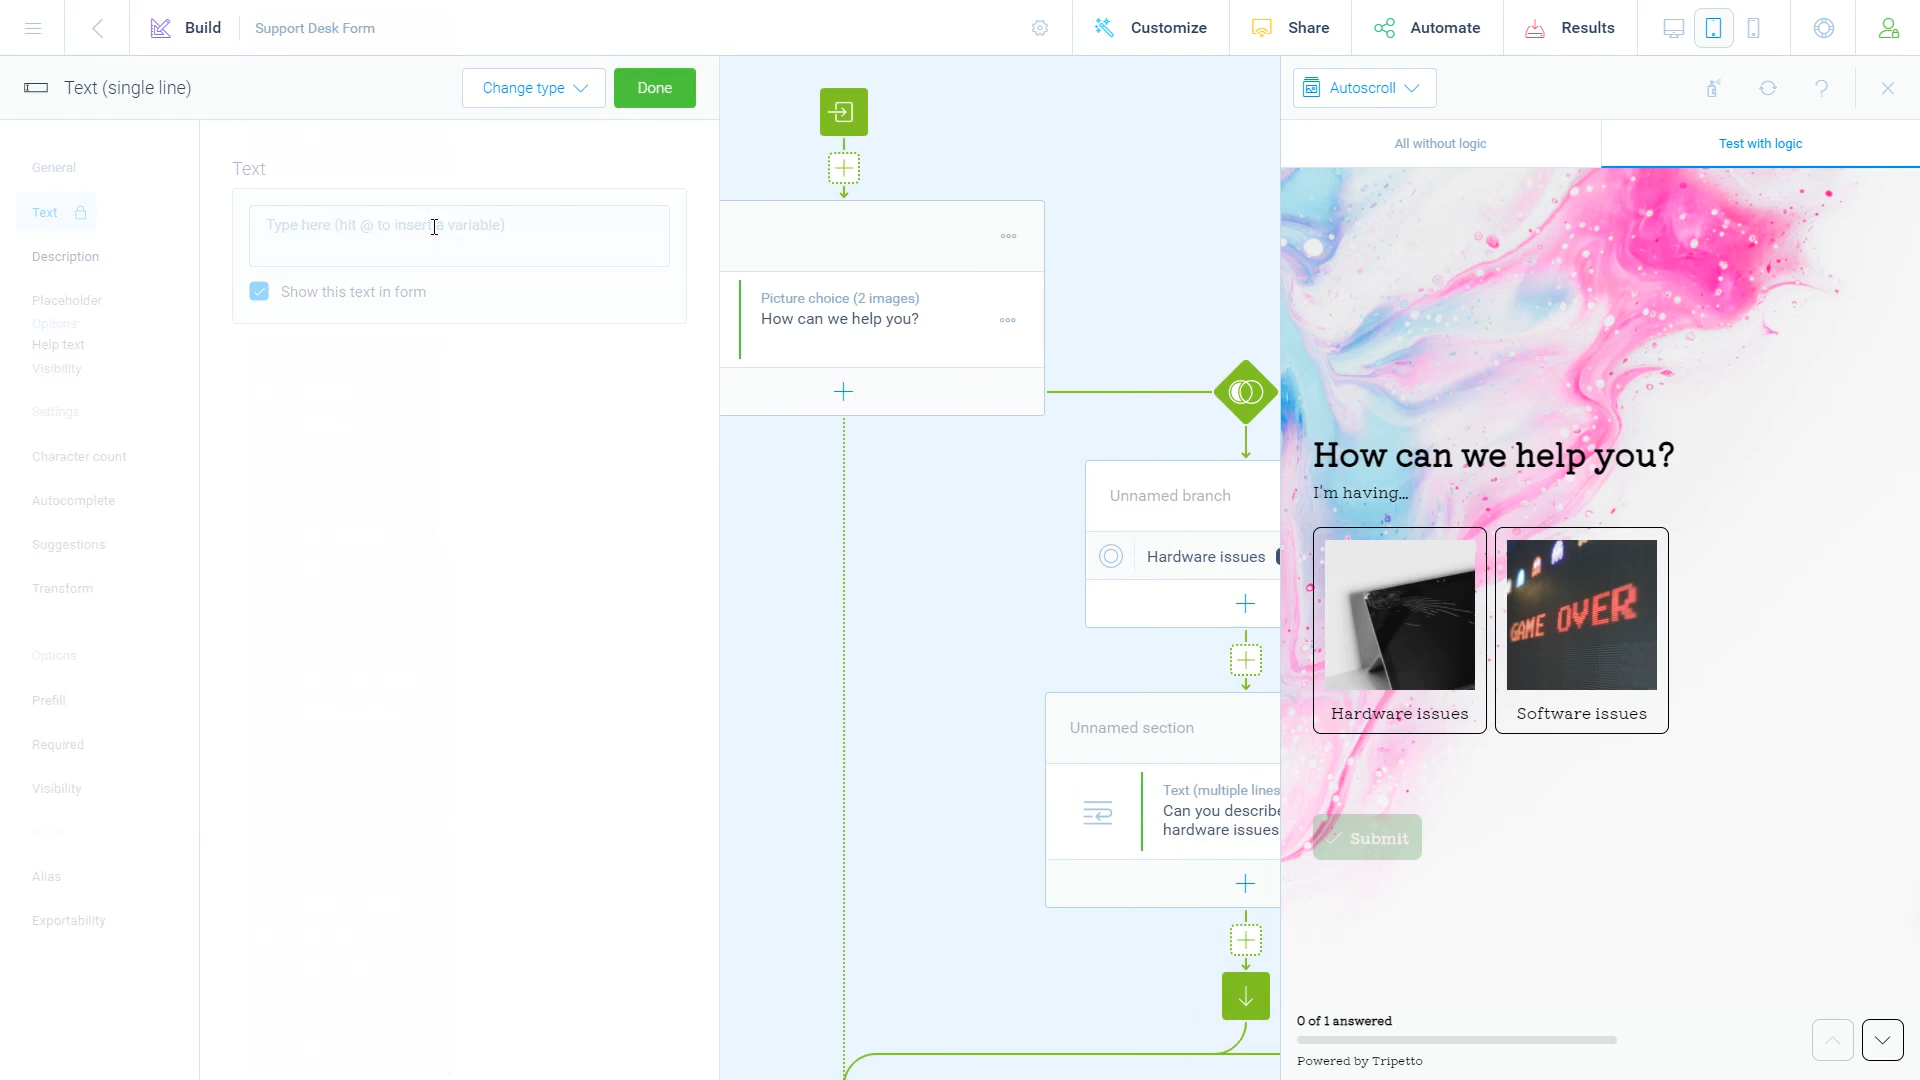 Build
Support Desk Form
Customize
Share
Automate
Results
Text (single line)
Change type
Done
Autoscroll
All without logic
Test with logic
General
Text
Description
Placeholder
Options
Help text
Visibility
Settings
Character count
Autocomplete
Suggestions
Transform
Options
Prefill
Required
Visibility
Alias
Exportability
Text
Type here (hit @ to insert a variable)
Show this text in form
Picture choice (2 images)
How can we help you?
Unnamed branch
Hardware issues
Unnamed section
Text (multiple lines
Can you describe
hardware issues
How can we help you?
I'm having...
GAME OVER
Hardware issues
Software issues
Submit
0 of 1 answered
Powered by Tripetto